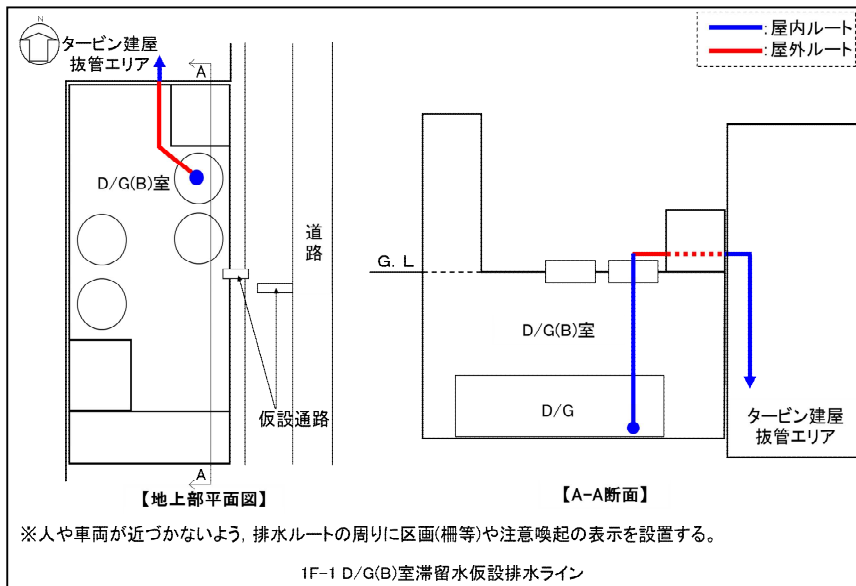 N
タービン建屋
抜管エリア
A
D/G(B)室
道路
仮設通路
A
【地上部平面図】
:屋内ルート
:屋外ルート
G.L
D/G(B)室
D/G
タービン建屋
抜管エリア
【A-A断面】
※人や車両が近づかないよう, 排水ルートの周りに区画(柵等)や注意喚起の表示を設置する。
1F-1 D/G(B)室滞留水仮設排水ライン